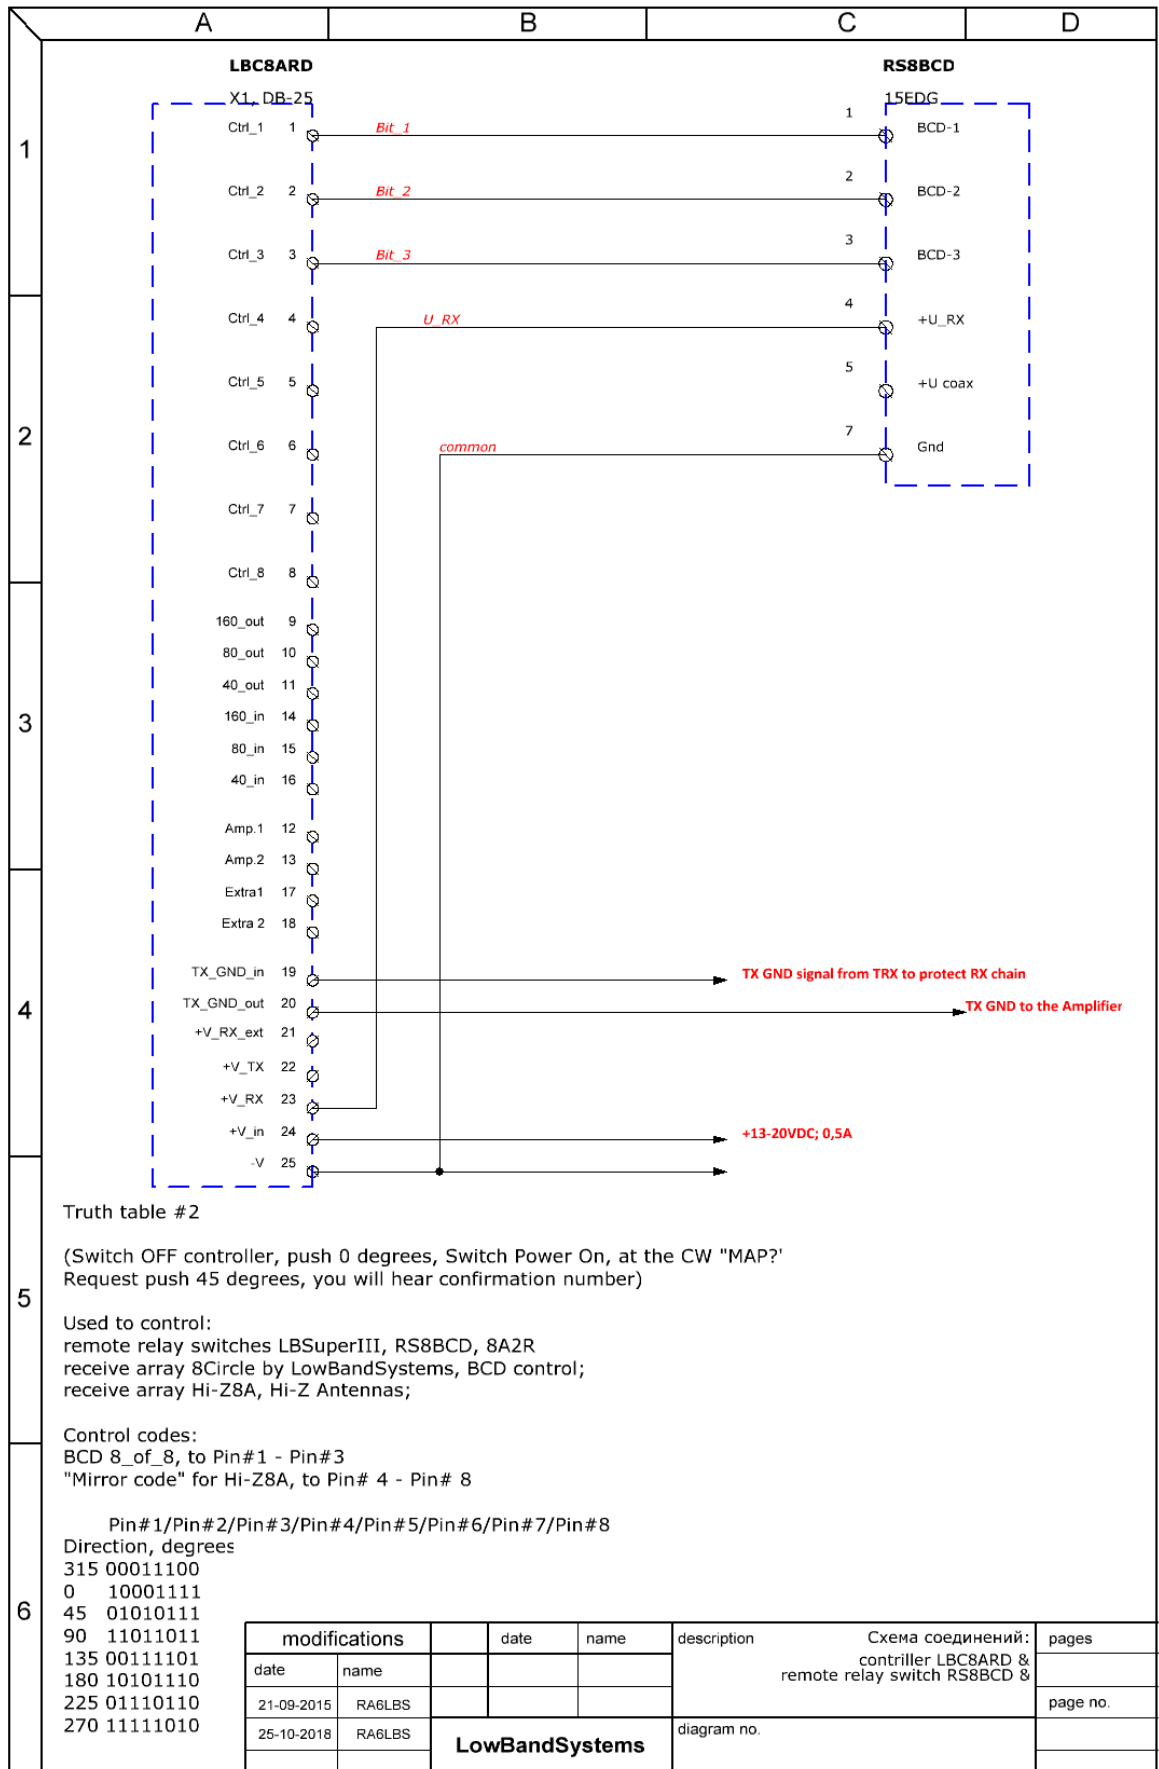 A B C D
LBC8ARD RS8BCD
X1, DB-25 15EDG
1
Ctrl_1 1 Bit_1 1 BCD-1
Ctrl_2 2 Bit_2 2 BCD-2
Ctrl_3 3 Bit_3 3 BCD-3
Ctrl_4 4 U_RX 4 +U_RX
Ctrl_5 5 5 +U coax
2
Ctrl_6 6 common 7 Gnd
Ctrl_7 7
Ctrl_8 8
160_out 9
80_out 10
40_out 11
3
160_in 14
80_in 15
40_in 16
Amp.1 12
Amp.2 13
Extra1 17
Extra 2 18
TX_GND_in 19 TX GND signal from TRX to protect RX chain
4
TX_GND_out 20 TX GND to the Amplifier
+V_RX_ext 21
+V_TX 22
+V_RX 23
+V_in 24 +13-20VDC; 0,5A
-V 25
Truth table #2
(Switch OFF controller, push 0 degrees, Switch Power On, at the CW "MAP?'
Request push 45 degrees, you will hear confirmation number)
5
Used to control:
remote relay switches LBSuperIII, RS8BCD, 8A2R
receive array 8Circle by LowBandSystems, BCD control;
receive array Hi-Z8A, Hi-Z Antennas;
Control codes:
BCD 8_of_8, to Pin#1 - Pin#3
"Mirror code" for Hi-Z8A, to Pin# 4 - Pin# 8
Pin#1/Pin#2/Pin#3/Pin#4/Pin#5/Pin#6/Pin#7/Pin#8
Direction, degrees
315 00011100
0 10001111
6
45 01010111
90 11011011
135 00111101
180 10101110
225 01110110
270 11111010
modifications date name description Схема соединений: pages
date name contriller LBC8ARD &
remote relay switch RS8BCD &
21-09-2015 RA6LBS page no.
25-10-2018 RA6LBS LowBandSystems diagram no.